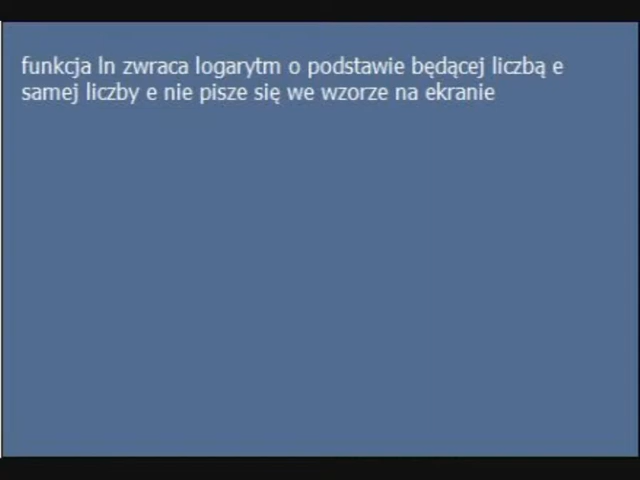 funkcja ln zwraca logarytm o podstawie będącej liczbą e
samej liczby e nie pisze się we wzorze na ekranie